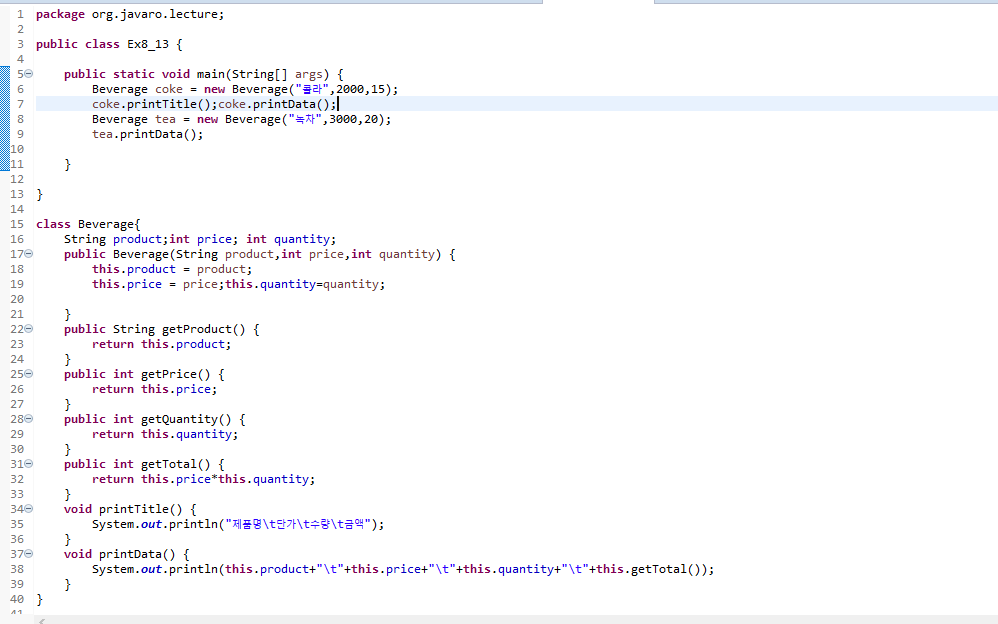 1 package org.javaro.lecture;
2
3 public class Ex8_13 {
4
5 public static void main(String[] args) {
6 Beverage coke = new Beverage("콜라",2000,15);
7 coke.printTitle();coke.printData();
8 Beverage tea = new Beverage("녹차",3000,20);
9 tea.printData();
10
11 }
12
13 }
14
15 class Beverage{
16 String product;int price; int quantity;
17 public Beverage(String product,int price,int quantity) {
18 this.product = product;
19 this.price = price;this.quantity=quantity;
20
21 }
22 public String getProduct() {
23 return this.product;
24 }
25 public int getPrice() {
26 return this.price;
27 }
28 public int getQuantity() {
29 return this.quantity;
30 }
31 public int getTotal() {
32 return this.price*this.quantity;
33 }
34 void printTitle() {
35 System.out.println("제품명\t단가\t수량\t금액");
36 }
37 void printData() {
38 System.out.println(this.product+"\t"+this.price+"\t"+this.quantity+"\t"+this.getTotal());
39 }
40 }
41